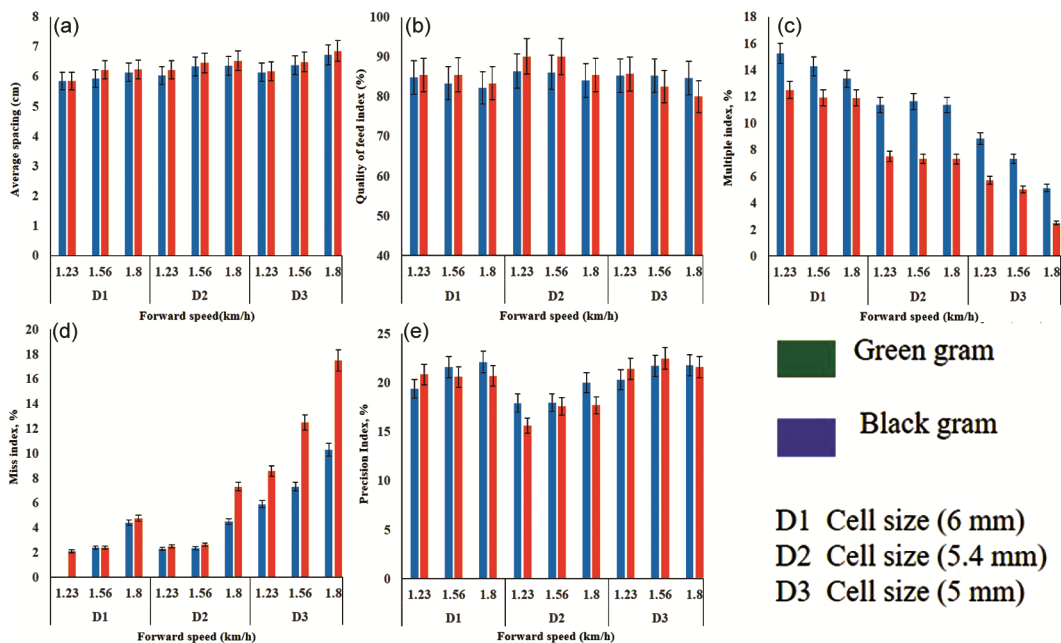 (a)
8
7
6
5
4
3
2
1
0
Average spacing (cm)
1.23 1.56 1.8 1.23 1.56 1.8 1.23 1.56 1.8
D1 D2 D3
Forward speed(km/h)
(b)
100
90
80
70
60
50
40
Quality of feed index (%)
1.23 1.56 1.8 1.23 1.56 1.8 1.23 1.56 1.8
D1 D2 D3
Forward speed (km/h)
(c)
18
16
14
12
10
8
6
4
2
0
Multiple index, %
1.23 1.56 1.8 1.23 1.56 1.8 1.23 1.56 1.8
D1 D2 D3
(d)
20
18
16
14
12
10
8
6
4
2
0
Miss index, %
1.23 1.56 1.8 1.23 1.56 1.8 1.23 1.56 1.8
D1 D2 D3
Forward speed (km/h)
(e)
25
20
15
10
5
0
Precision Index, %
1.23 1.56 1.8 1.23 1.56 1.8 1.23 1.56 1.8
D1 D2 D3
Forward speed (km/h)
Green gram
Black gram
D1 Cell size (6 mm)
D2 Cell size (5.4 mm)
D3 Cell size (5 mm)